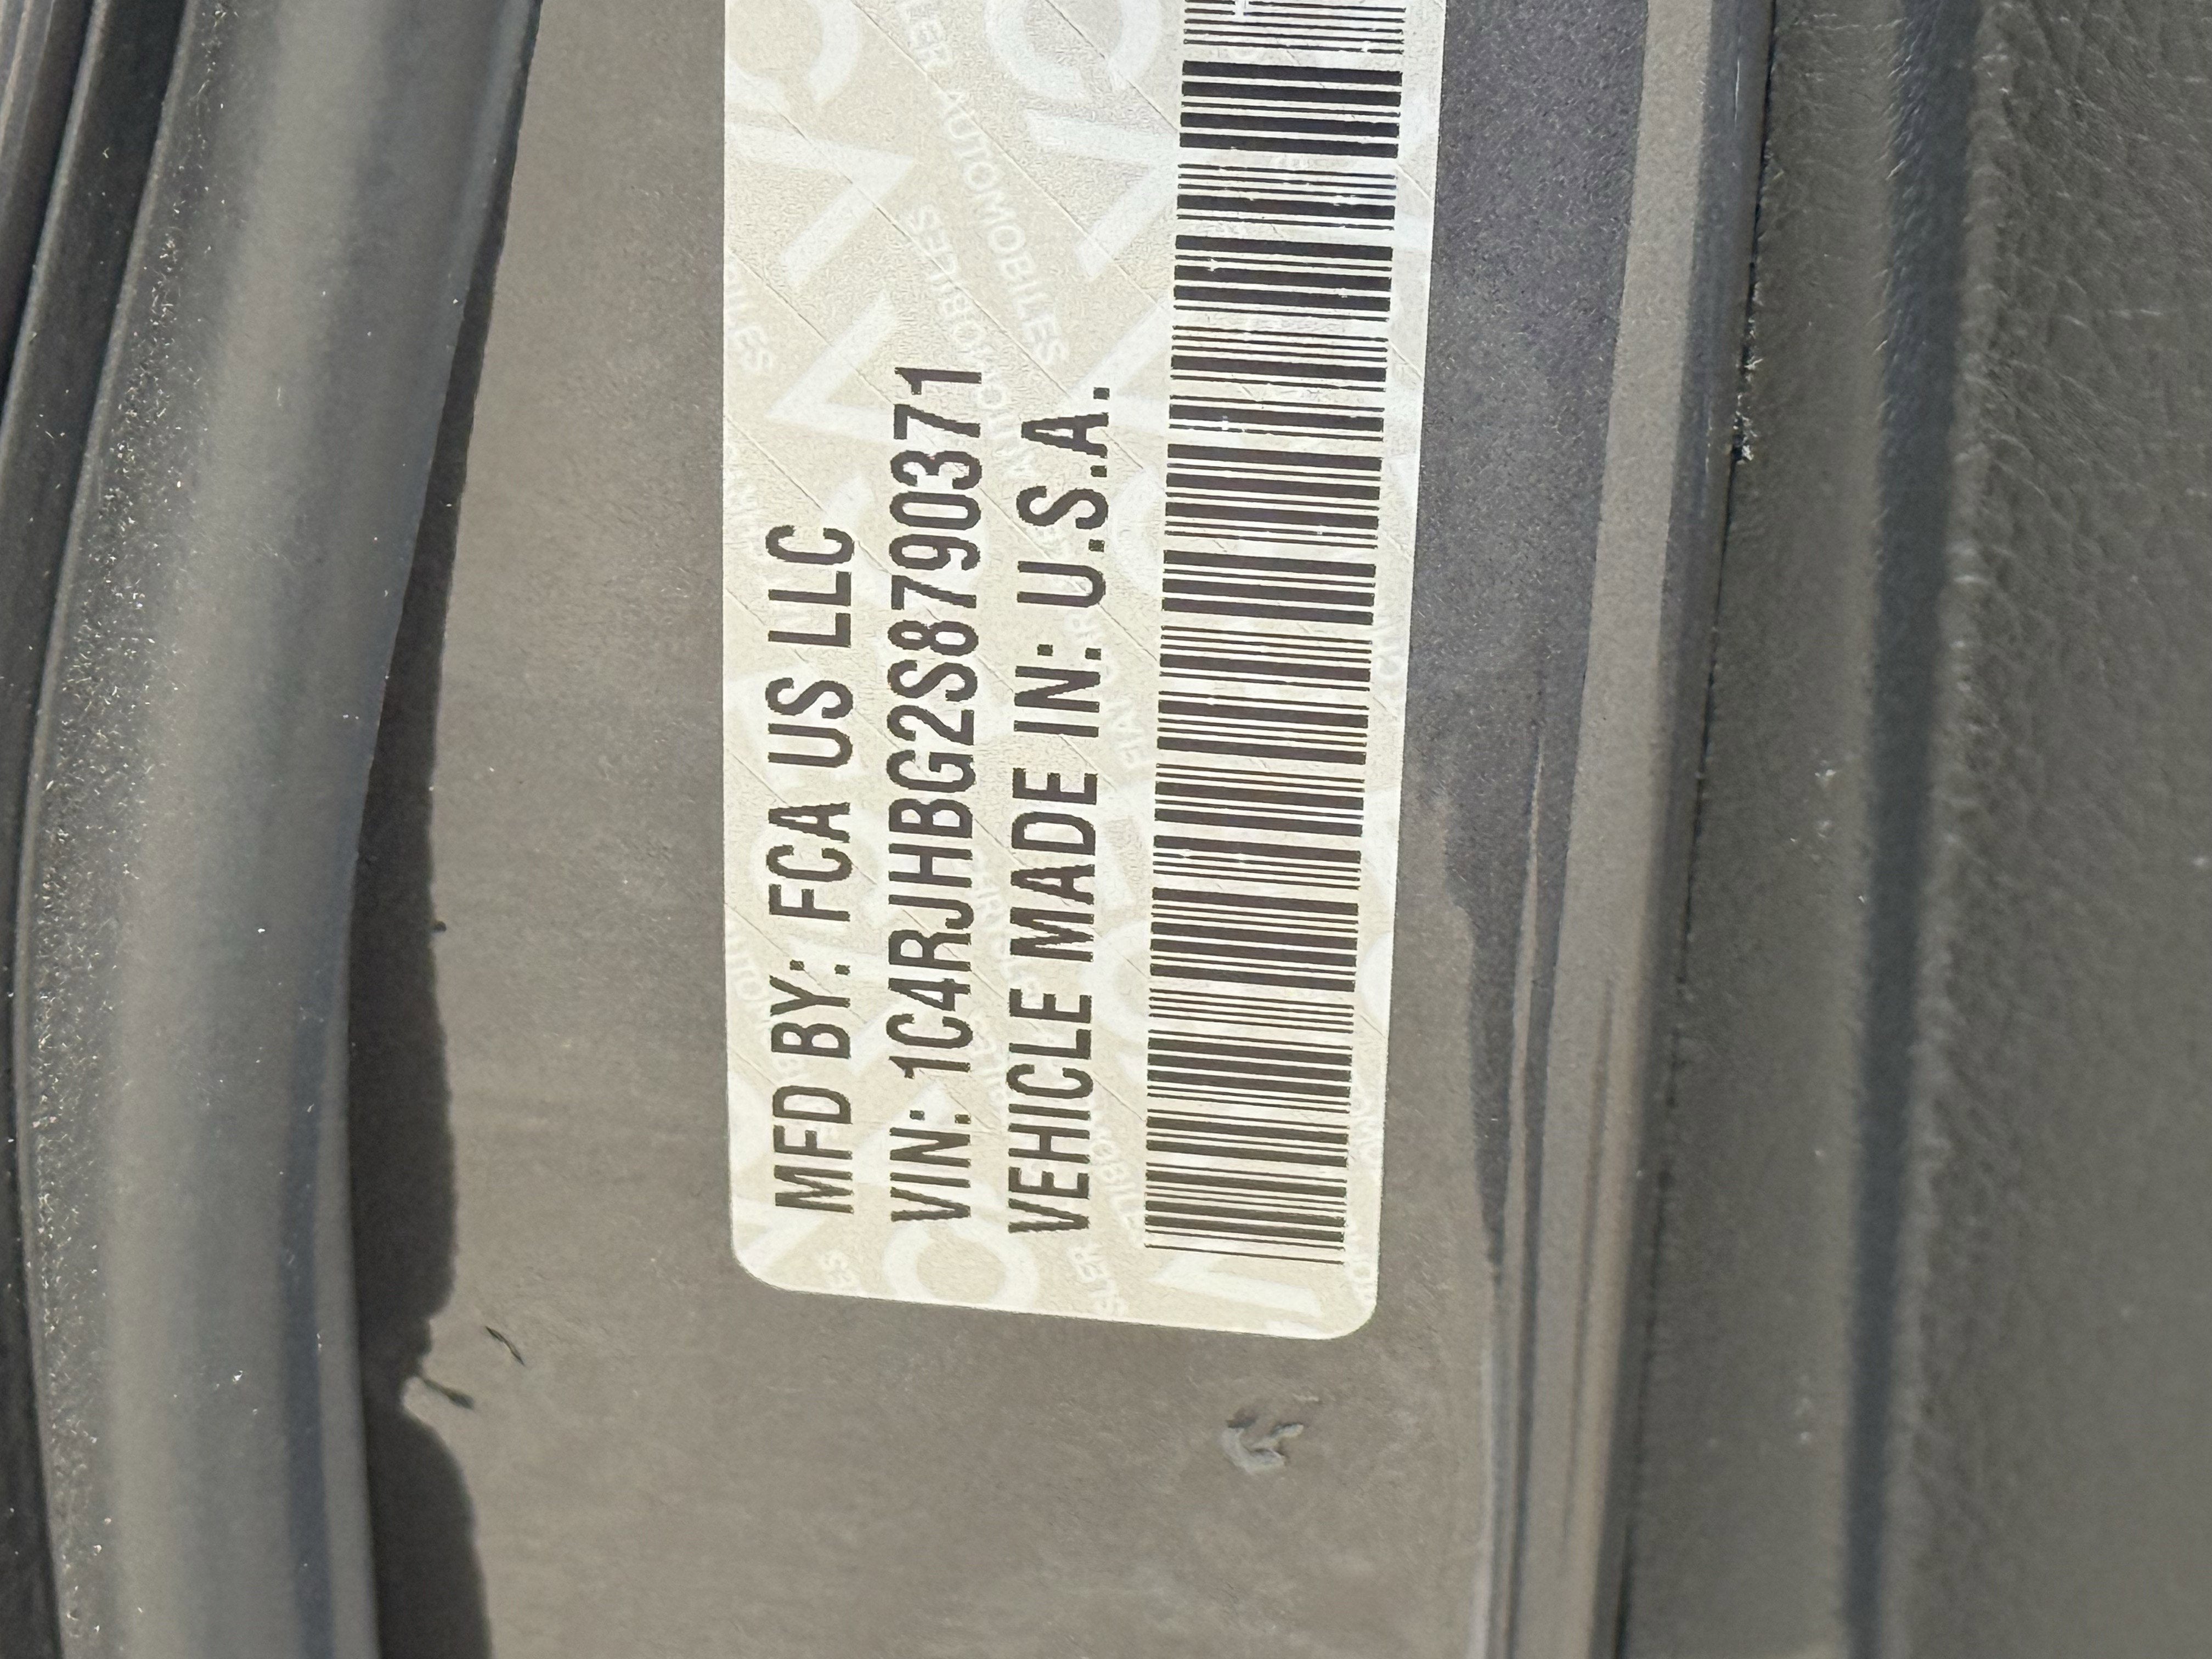 MFD BY: FCA US LLC
VIN: 1C4RJHBG2S8790371
VEHICLE MADE IN: U.S.A.